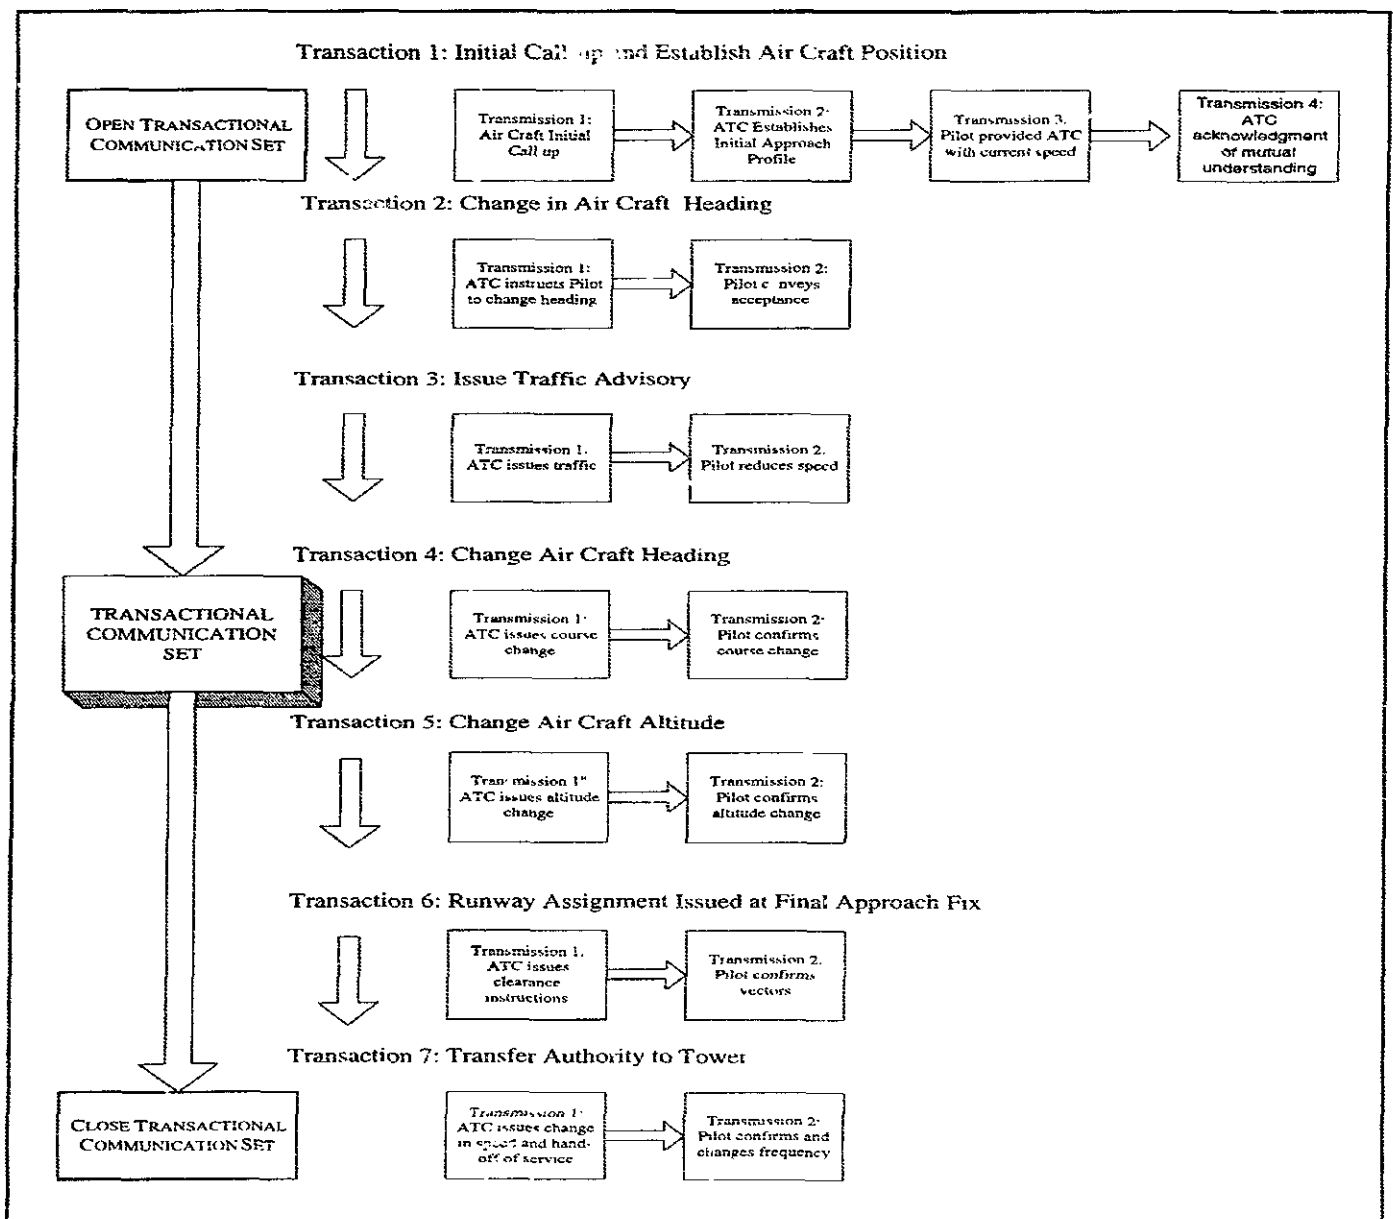 Transaction 1: Initial Call up and Establish Air Craft Position
OPEN TRANSACTIONAL
COMMUNICATION SET
Transmission 1:
Air Craft Initial
Call up
Transmission 2:
ATC Establishes
Initial Approach
Profile
Transmission 3.
Pilot provided ATC
with current speed
Transmission 4:
ATC
acknowledgment
of mutual
understanding
Transaction 2: Change in Air Craft Heading
Transmission 1:
ATC instructs Pilot
to change heading
Transmission 2:
Pilot conveys
acceptance
Transaction 3: Issue Traffic Advisory
Transmission 1.
ATC issues traffic
Transmission 2.
Pilot reduces speed
Transaction 4: Change Air Craft Heading
TRANSACTIONAL
COMMUNICATION
SET
Transmission 1:
ATC issues course
change
Transmission 2:
Pilot confirms
course change
Transaction 5: Change Air Craft Altitude
Transmission 1:
ATC issues altitude
change
Transmission 2:
Pilot confirms
altitude change
Transaction 6: Runway Assignment Issued at Final Approach Fix
Transmission 1.
ATC issues
clearance
instructions
Transmission 2.
Pilot confirms
vectors
Transaction 7: Transfer Authority to Tower
CLOSE TRANSACTIONAL
COMMUNICATION SET
Transmission 1:
ATC issues change
in speed and hand-
off of service
Transmission 2:
Pilot confirms and
changes frequency